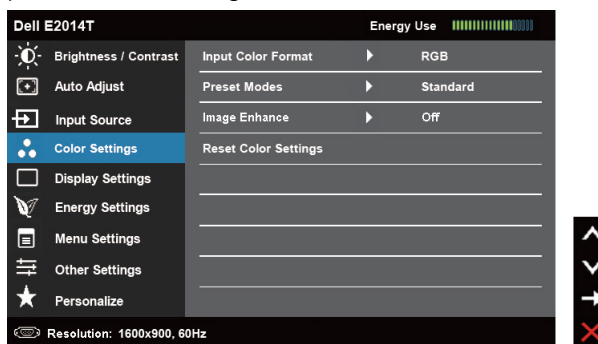 Dell E2014T Energy Use
Brightness / Contrast Input Color Format RGB
Auto Adjust Preset Modes Standard
Input Source Image Enhance Off
Color Settings Reset Color Settings
Display Settings
Energy Settings
Menu Settings
Other Settings
Personalize
Resolution: 1600x900, 60Hz